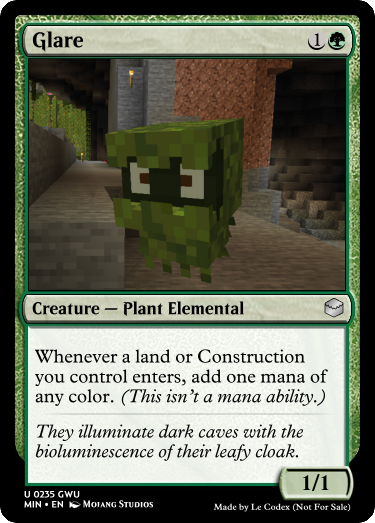 Glare 1
Creature — Plant Elemental
Whenever a land or Construction
you control enters, add one mana of
any color. (This isn't a mana ability.)
They illuminate dark caves with the
bioluminescence of their leafy cloak.
1/1
U 0235 GWU
MIN • EN Mojang Studios
Made by Le Codex (Not For Sale)